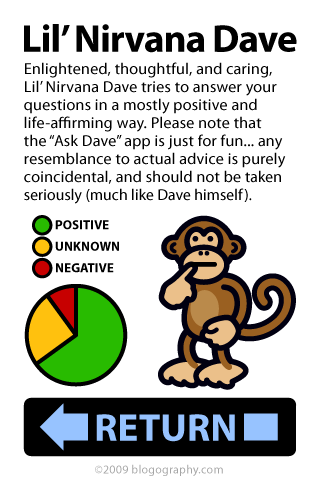 Lil’ Nirvana Dave
Enlightened, thoughtful, and caring,
Lil’ Nirvana Dave tries to answer your
questions in a mostly positive and
life-affirming way. Please note that
the “Ask Dave” app is just for fun... any
resemblance to actual advice is purely
coincidental, and should not be taken
seriously (much like Dave himself).
POSITIVE
UNKNOWN
NEGATIVE
RETURN
©2009 blogography.com